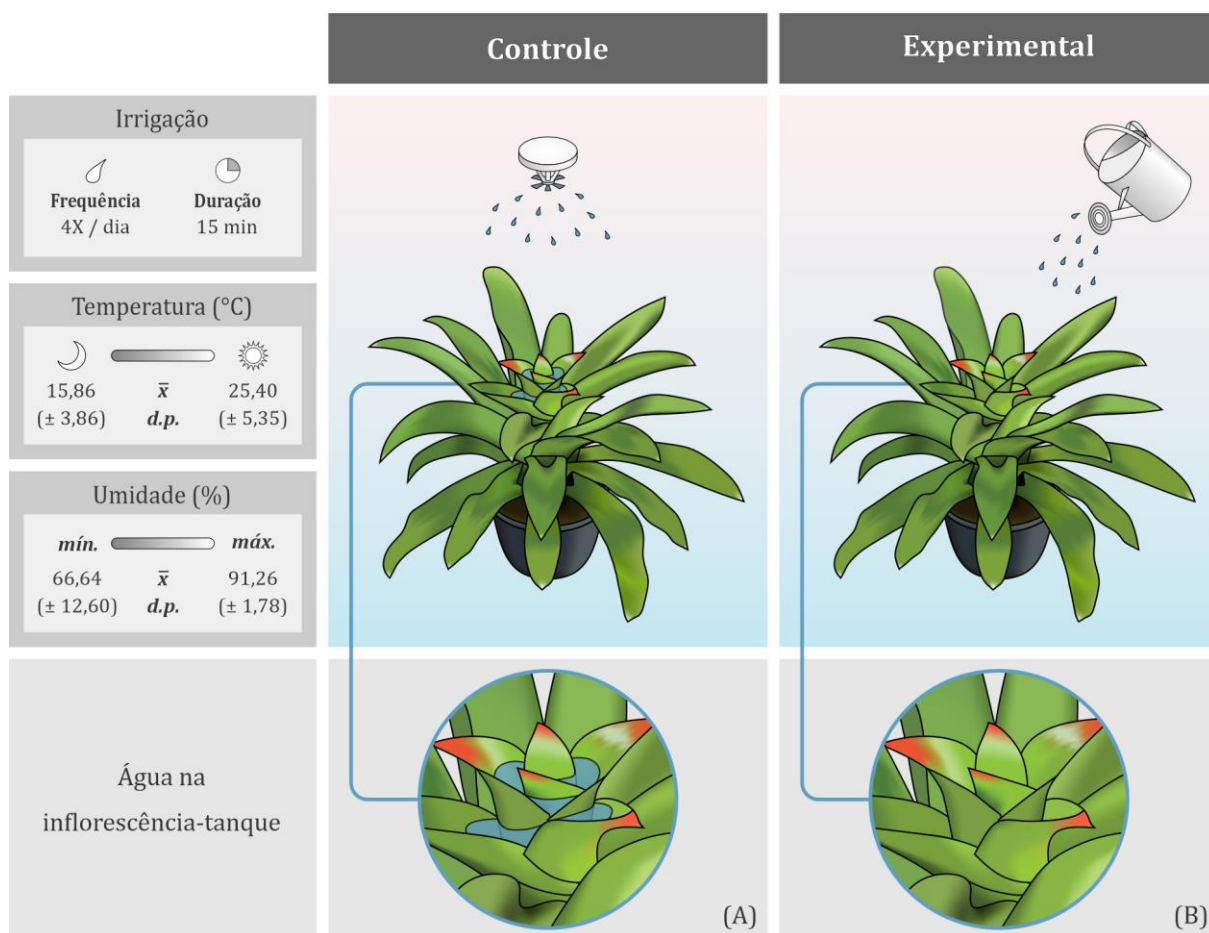 Controle
Experimental
Irrigação
Frequência
4X / dia
Duração
15 min
Temperatura (°C)
15,86 x̄ 25,40
(± 3,86) d.p. (± 5,35)
Umidade (%)
mín. máx.
66,64 x̄ 91,26
(± 12,60) d.p. (± 1,78)
Água na
inflorescência-tanque
(A)
(B)